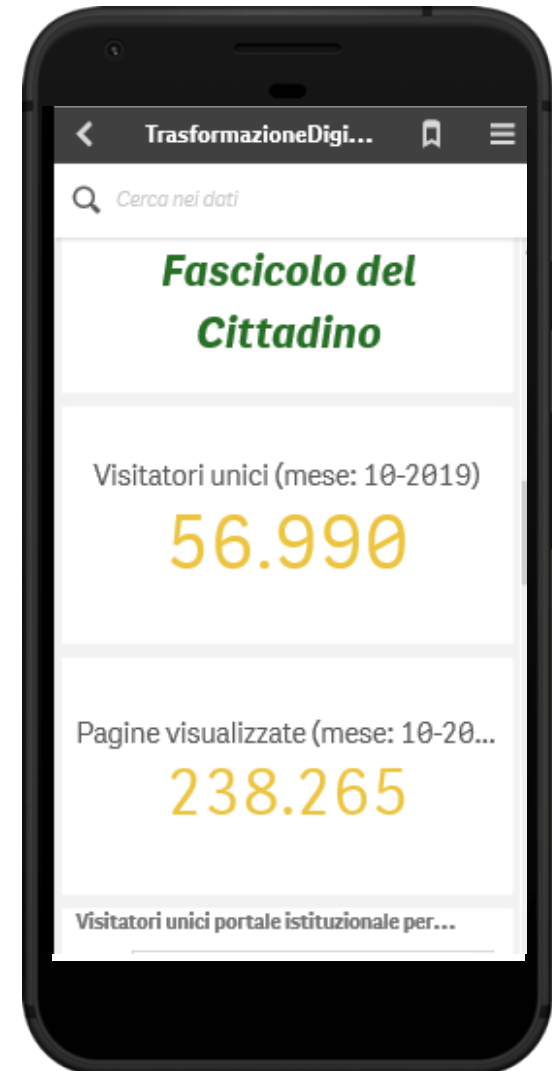 TrasformazioneDigi...
Cerca nei dati
Fascicolo del
Cittadino
Visitatori unici (mese: 10-2019)
56.990
Pagine visualizzate (mese: 10-20...
238.265
Visitatori unici portale istituzionale per...